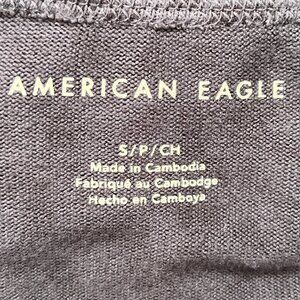 AMERICAN EAGLE
S/P/CH
Made in Cambodia
Fabriqué au Cambodge
Hecho en Camboya